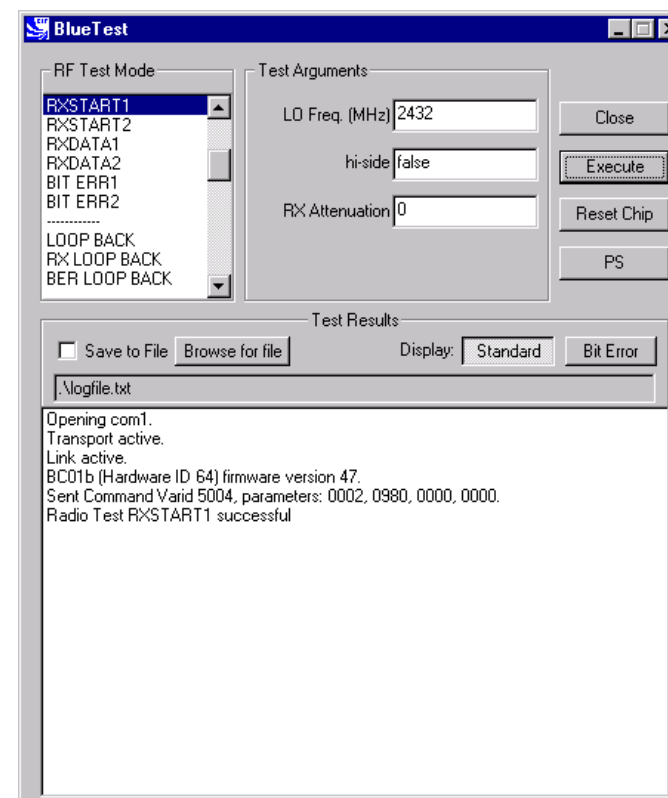 BlueTest
RF Test Mode
RXSTART1
RXSTART2
RXDATA1
RXDATA2
BIT ERR1
BIT ERR2
------------
LOOP BACK
RX LOOP BACK
BER LOOP BACK
Test Arguments
LO Freq. (MHz) 2432
hi-side false
RX Attenuation 0
Close
Execute
Reset Chip
PS
Test Results
Save to File Browse for file Display: Standard Bit Error
.\logfile.txt
Opening com1.
Transport active.
Link active.
BC01b (Hardware ID 64) firmware version 47.
Sent Command Varid 5004, parameters: 0002, 0980, 0000, 0000.
Radio Test RXSTART1 successful